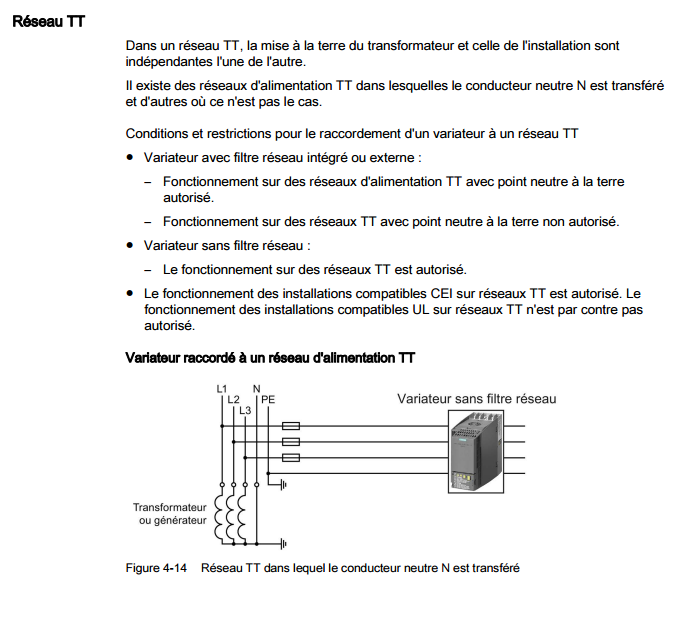 Réseau TT
Dans un réseau TT, la mise à la terre du transformateur et celle de l'installation sont
indépendantes l'une de l'autre.
Il existe des réseaux d'alimentation TT dans lesquelles le conducteur neutre N est transféré
et d'autres où ce n'est pas le cas.
Conditions et restrictions pour le raccordement d'un variateur à un réseau TT
● Variateur avec filtre réseau intégré ou externe :
– Fonctionnement sur des réseaux d'alimentation TT avec point neutre à la terre
autorisé.
– Fonctionnement sur des réseaux TT avec point neutre à la terre non autorisé.
● Variateur sans filtre réseau :
– Le fonctionnement sur des réseaux TT est autorisé.
● Le fonctionnement des installations compatibles CEI sur réseaux TT est autorisé. Le
fonctionnement des installations compatibles UL sur réseaux TT n'est par contre pas
autorisé.
Variateur raccordé à un réseau d'alimentation TT
L1 N
L2 PE
L3
Variateur sans filtre réseau
Transformateur
ou générateur
Figure 4-14 Réseau TT dans lequel le conducteur neutre N est transféré